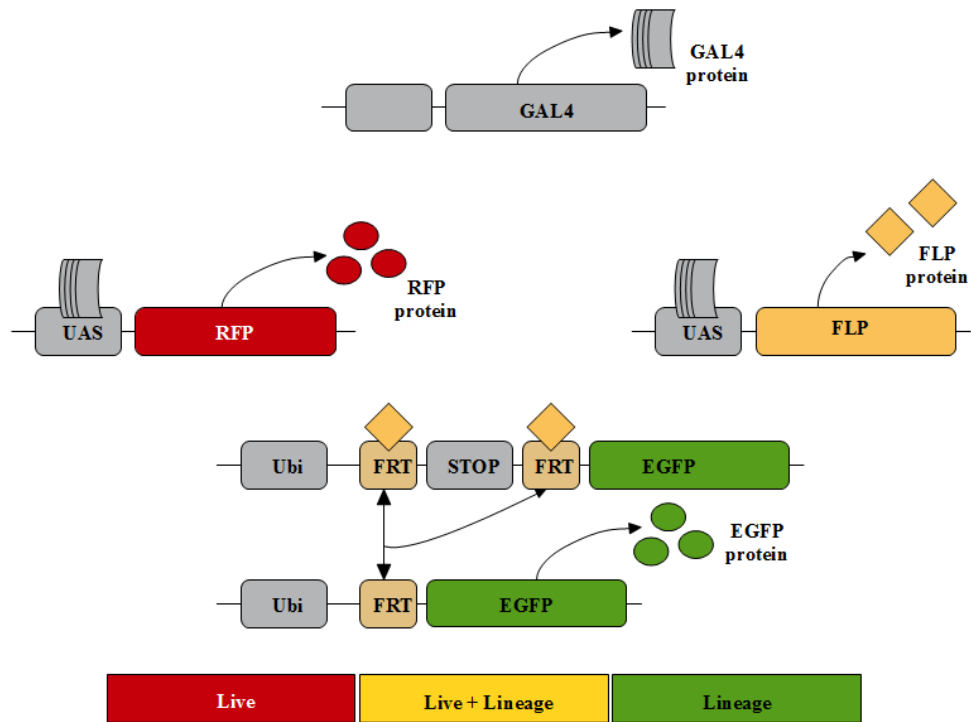 GAL4
protein
GAL4
RFP
protein
FLP
protein
UAS
RFP
UAS
FLP
Ubi
FRT
STOP
FRT
EGFP
EGFP
protein
Ubi
FRT
EGFP
Live
Live + Lineage
Lineage